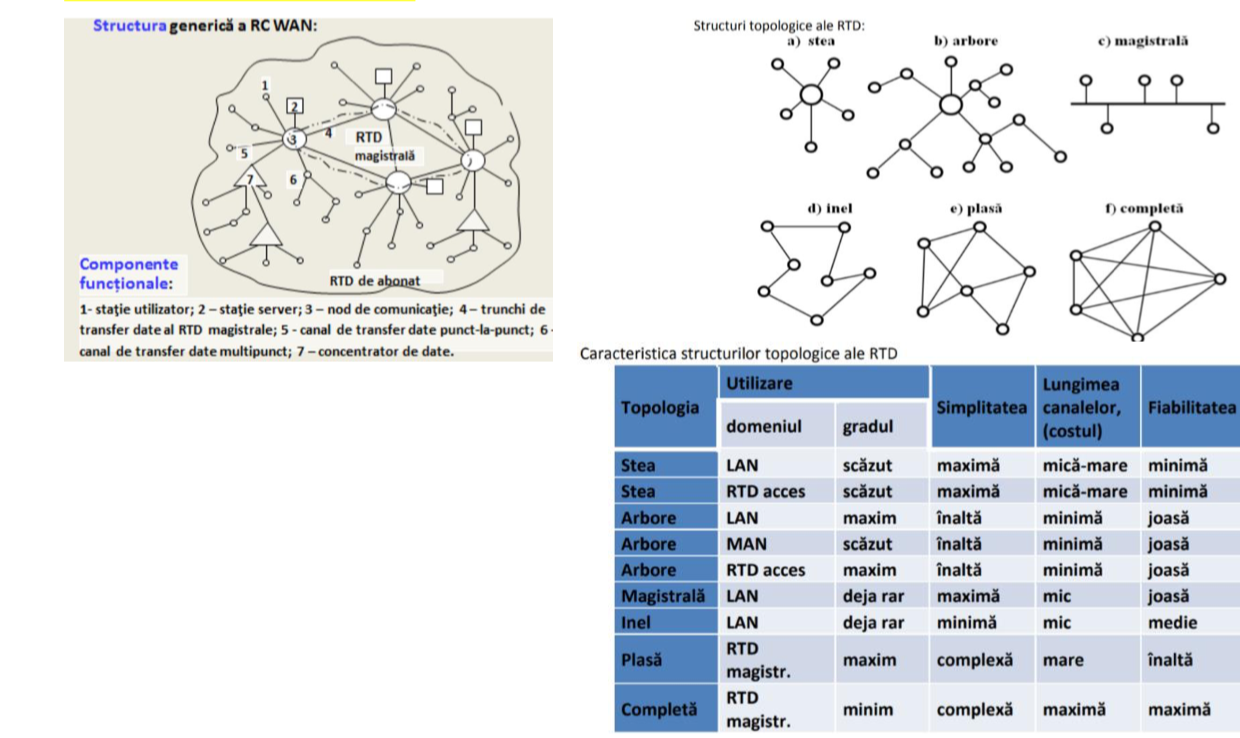 Structura generică a RC WAN:
1
2
3
4
RTD
magistrală
5
6
7
RTD de abonat
Componente
funcționale:
1- stație utilizator; 2 – stație server; 3 – nod de comunicație; 4 – trunchi de
transfer date al RTD magistrale; 5 - canal de transfer date punct-la-punct; 6 -
canal de transfer date multipunct; 7 – concentrator de date.
Structuri topologice ale RTD:
a) stea
b) arbore
c) magistrală
d) inel
e) plasă
f) completă
Caracteristica structurilor topologice ale RTD
Topologia Utilizare Simplitatea Lungimea canalelor, (costul) Fiabilitatea
domeniul gradul
Stea LAN scăzut maximă mică-mare minimă
Stea RTD acces scăzut maximă mică-mare minimă
Arbore LAN maxim înaltă minimă joasă
Arbore MAN scăzut înaltă minimă joasă
Arbore RTD acces maxim înaltă minimă joasă
Magistrală LAN deja rar maximă mic joasă
Inel LAN deja rar minimă mic medie
Plasă RTD magistr. maxim complexă mare înaltă
Completă RTD magistr. minim complexă maximă maximă